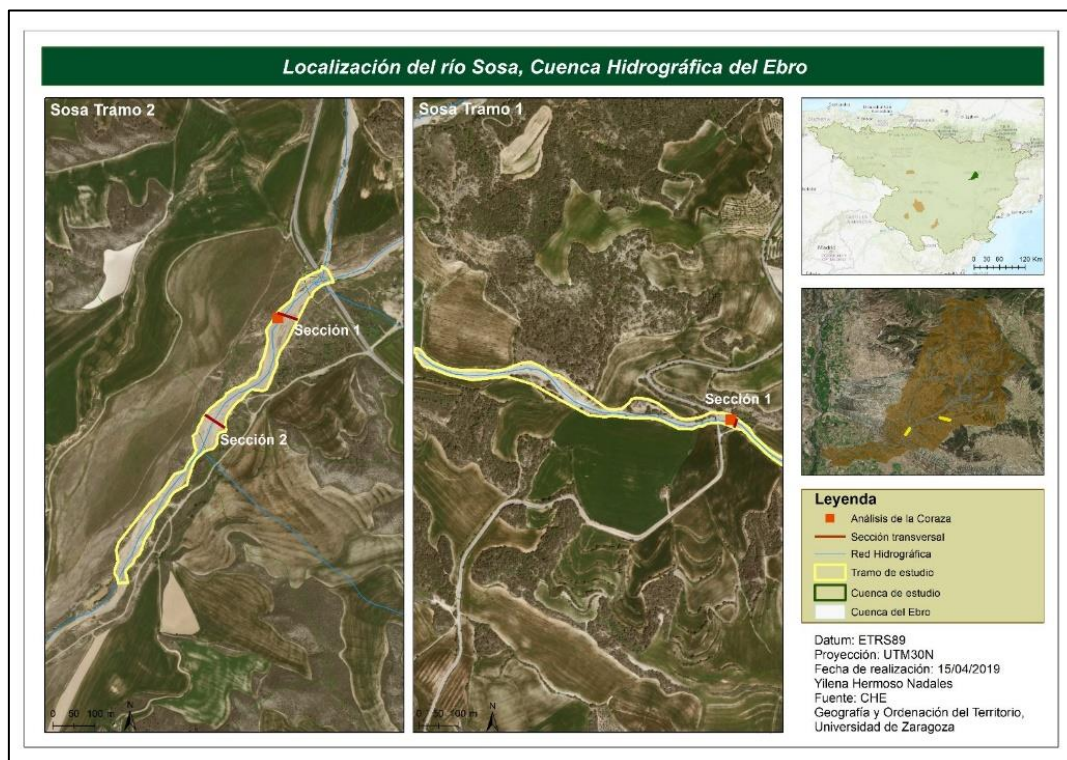 Localización del río Sosa, Cuenca Hidrográfica del Ebro
Sosa Tramo 2
Sección 1
Sección 2
0 50 100 m
N
Sosa Tramo 1
Sección 1
0 50 100 m
N
0 30 60 120 Km
Leyenda
Análisis de la Coraza
Sección transversal
Red Hidrográfica
Tramo de estudio
Cuenca de estudio
Cuenca del Ebro
Datum: ETRS89
Proyección: UTM30N
Fecha de realización: 15/04/2019
Yilena Hermoso Nadales
Fuente: CHE
Geografía y Ordenación del Territorio,
Universidad de Zaragoza